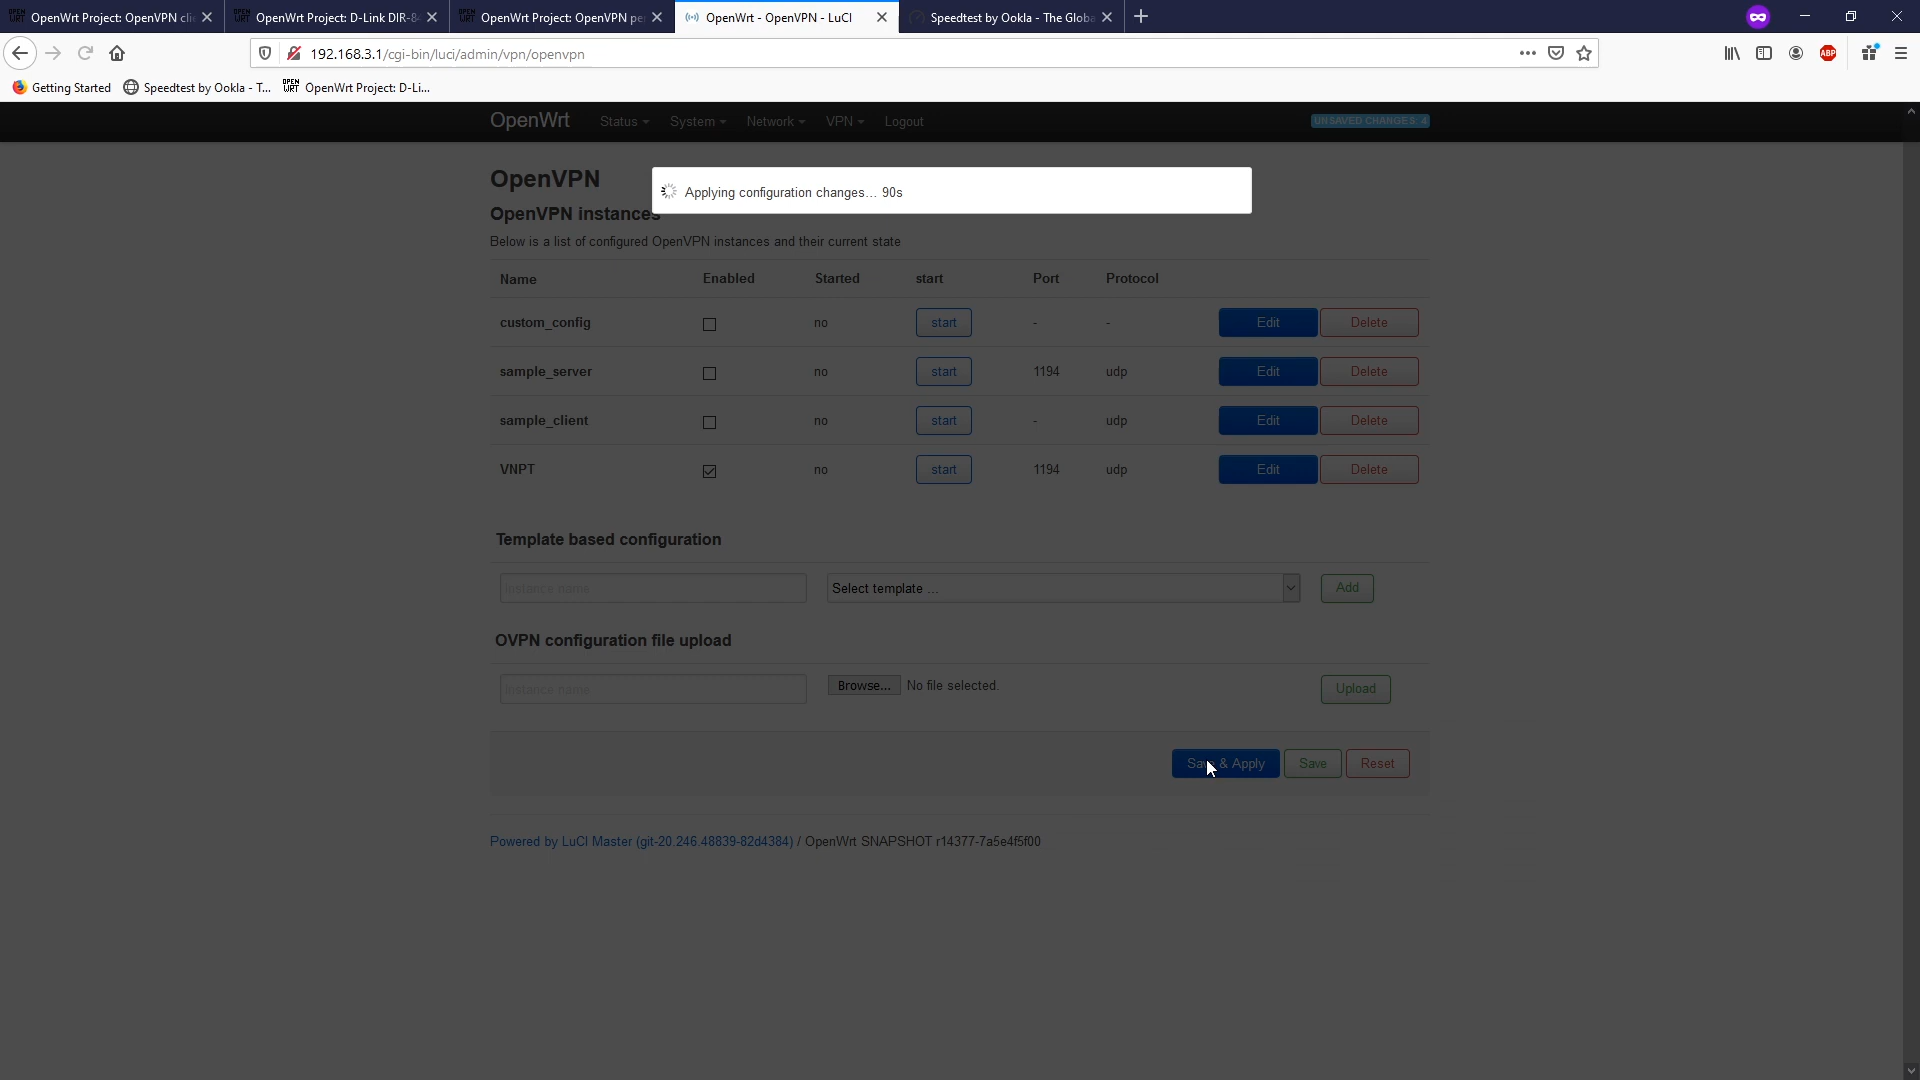 OpenWrt Project: OpenVPN cli
OpenWrt Project: D-Link DIR-8
OpenWrt Project: OpenVPN pe
OpenWrt - OpenVPN - LuCI
Speedtest by Ookla - The Globa
192.168.3.1/cgi-bin/luci/admin/vpn/openvpn
ABP
Getting Started
Speedtest by Ookla - T...
OPEN WRT
OpenWrt Project: D-Li...
OpenWrt
Status
System
Network
VPN
Logout
UNSAVED CHANGES: 4
OpenVPN
Applying configuration changes… 90s
OpenVPN instances
Below is a list of configured OpenVPN instances and their current state
Name Enabled Started start Port Protocol
custom_config no start - - Edit Delete
sample_server no start 1194 udp Edit Delete
sample_client no start - udp Edit Delete
VNPT no start 1194 udp Edit Delete
Template based configuration
Instance name Select template ... Add
OVPN configuration file upload
Instance name Browse... No file selected. Upload
Save & Apply Save Reset
Powered by LuCI Master (git-20.246.48839-82d4384) / OpenWrt SNAPSHOT r14377-7a5e4f5f00